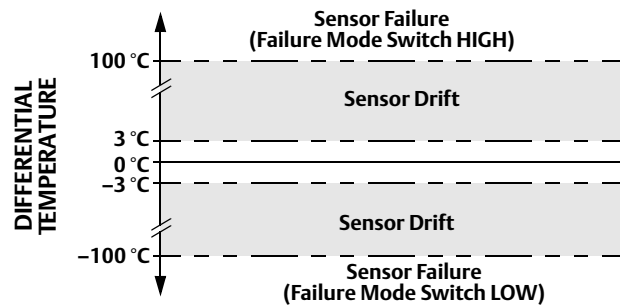 Sensor Failure
(Failure Mode Switch HIGH)
100 °C
Sensor Drift
3 °C
0 °C
–3 °C
DIFFERENTIAL
TEMPERATURE
Sensor Drift
–100 °C
Sensor Failure
(Failure Mode Switch LOW)